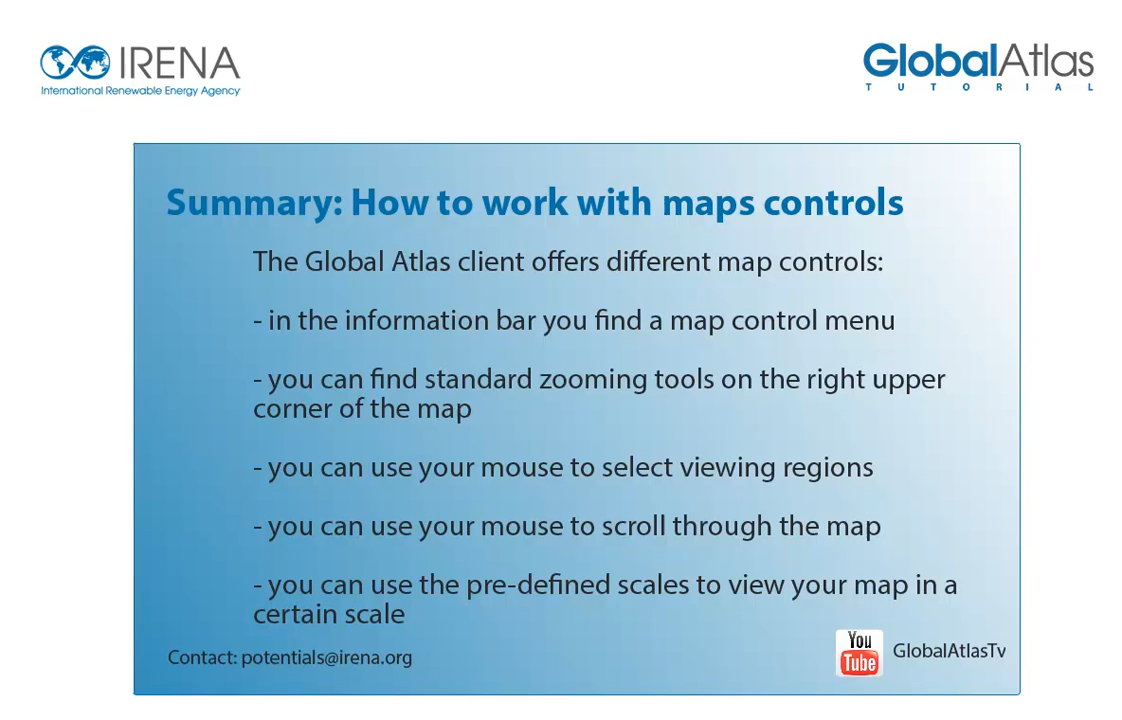 IRENA
International Renewable Energy Agency
GlobalAtlas
TUTORIAL
Summary: How to work with maps controls
The Global Atlas client offers different map controls:
- in the information bar you find a map control menu
- you can find standard zooming tools on the right upper
corner of the map
- you can use your mouse to select viewing regions
- you can use your mouse to scroll through the map
- you can use the pre-defined scales to view your map in a
certain scale
Contact: potentials@irena.org
You
Tube
GlobalAtlasTv